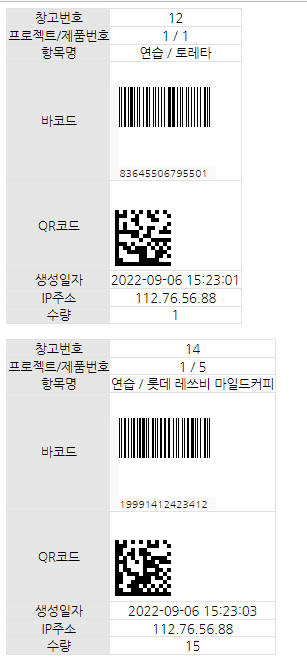 창고번호 12
프로젝트/제품번호 1 / 1
항목명 연습 / 토레타
바코드
83645506795501
QR코드
생성일자 2022-09-06 15:23:01
IP주소 112.76.56.88
수량 1
창고번호 14
프로젝트/제품번호 1 / 5
항목명 연습 / 롯데 레쓰비 마일드커피
바코드
19991412423412
QR코드
생성일자 2022-09-06 15:23:03
IP주소 112.76.56.88
수량 15